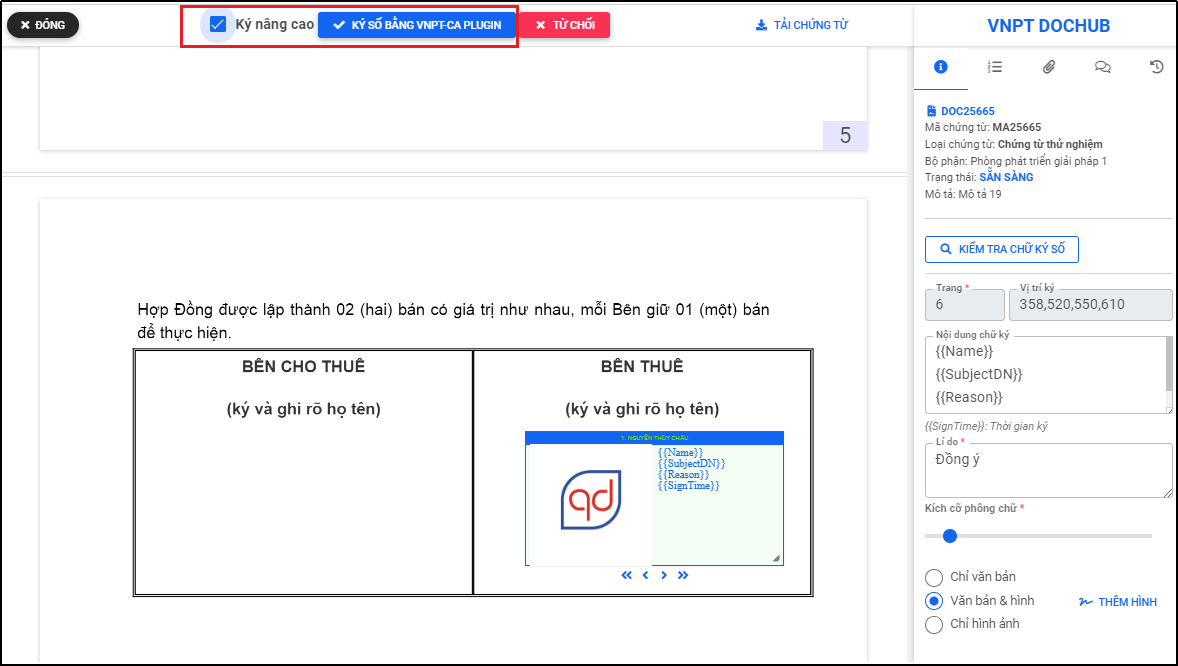 ĐÓNG
Ký nâng cao
KÝ SỐ BẰNG VNPT-CA PLUGIN
TỪ CHỐI
TẢI CHỨNG TỪ
VNPT DOCHUB
5
Hợp Đồng được lập thành 02 (hai) bán có giá trị như nhau, mỗi Bên giữ 01 (một) bán
để thực hiện.
BÊN CHO THUÊ
(ký và ghi rõ họ tên)
BÊN THUÊ
(ký và ghi rõ họ tên)
1. NGUYỄN THÙY CHÂU
qd
{{Name}}
{{SubjectDN}}
{{Reason}}
{{SignTime}}
DOC25665
Mã chứng từ: MA25665
Loại chứng từ: Chứng từ thử nghiệm
Bộ phận: Phòng phát triển giải pháp 1
Trạng thái: SẴN SÀNG
Mô tả: Mô tả 19
KIỂM TRA CHỮ KÝ SỐ
Trang *
6
Vị trí ký
358,520,550,610
Nội dung chữ ký
{{Name}}
{{SubjectDN}}
{{Reason}}
{{SignTime}}: Thời gian ký
Lí do *
Đồng ý
Kích cỡ phông chữ *
Chỉ văn bản
Văn bản & hình
THÊM HÌNH
Chỉ hình ảnh